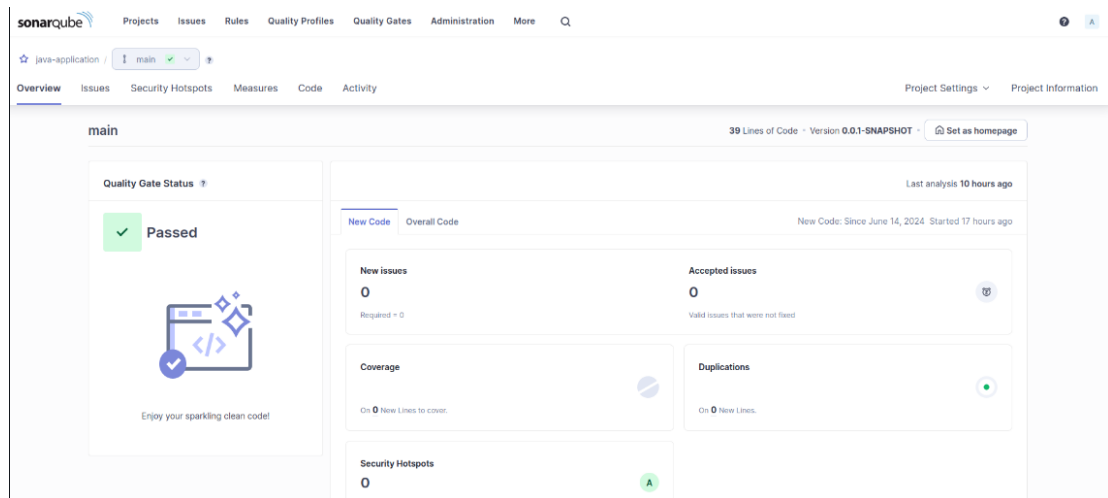 sonarqube Projects Issues Rules Quality Profiles Quality Gates Administration More ? A
java-application / main ?
Overview Issues Security Hotspots Measures Code Activity Project Settings Project Information
main 39 Lines of Code • Version 0.0.1-SNAPSHOT • Set as homepage
Quality Gate Status ? Last analysis 10 hours ago
Passed
New Code Overall Code New Code: Since June 14, 2024 Started 17 hours ago
New issues
0
Required = 0
Accepted issues
0
Valid issues that were not fixed
Coverage
On 0 New Lines to cover.
Duplications
On 0 New Lines.
</>
Enjoy your sparkling clean code!
Security Hotspots
0 A